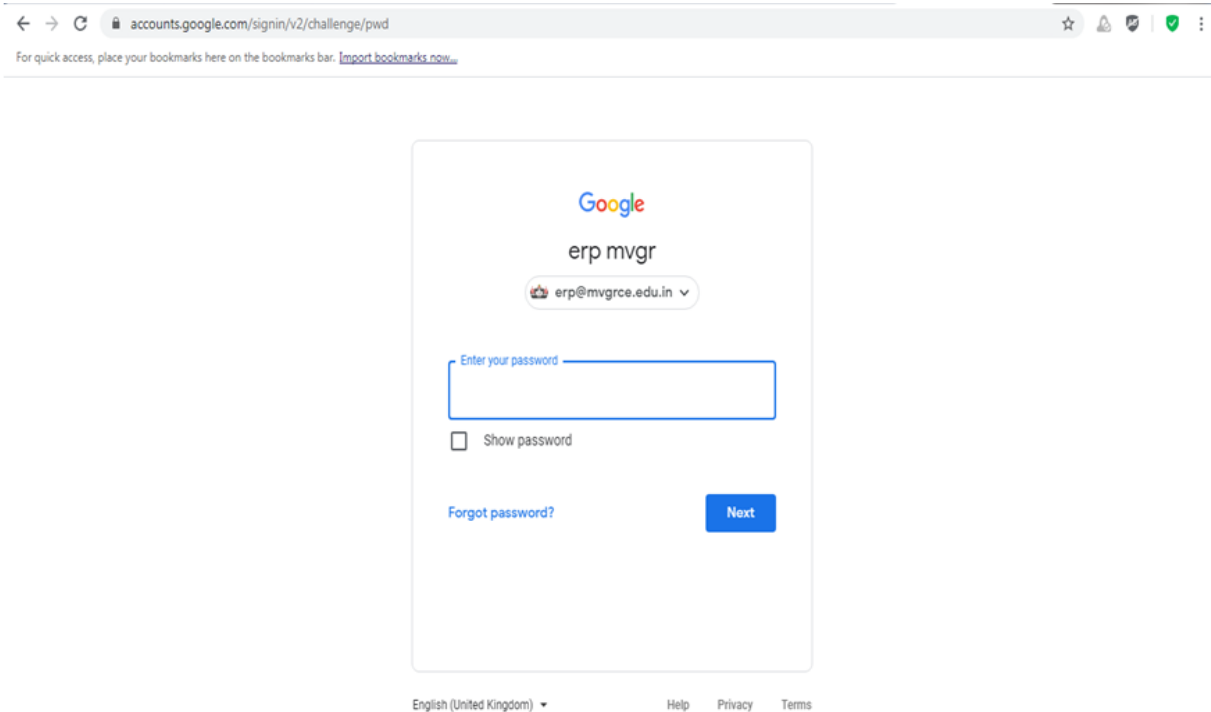 accounts.google.com/signin/v2/challenge/pwd
For quick access, place your bookmarks here on the bookmarks bar. Import bookmarks now...
Google
erp mvgr
erp@mvgrce.edu.in
Enter your password
Show password
Forgot password? Next
English (United Kingdom) Help Privacy Terms